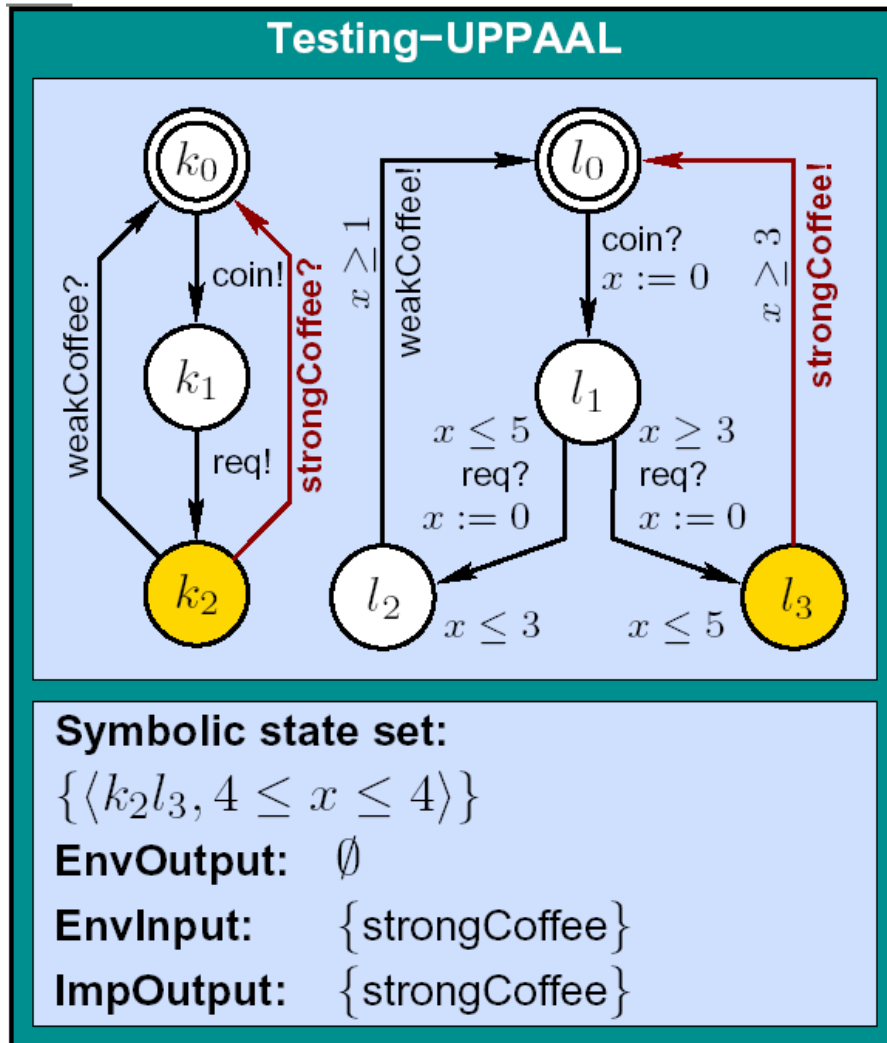 Testing-UPPAAL
k₀
coin!
k₁
req!
k₂
weakCoffee?
strongCoffee?
l₀
coin?
x := 0
l₁
x ≤ 5
req?
x := 0
x ≥ 3
req?
x := 0
x ≥ 1
weakCoffee!
x ≥ 3
strongCoffee!
l₂
x ≤ 3
x ≤ 5
l₃
Symbolic state set:
{⟨k₂l₃, 4 ≤ x ≤ 4⟩}
EnvOutput: ∅
EnvInput: {strongCoffee}
ImpOutput: {strongCoffee}